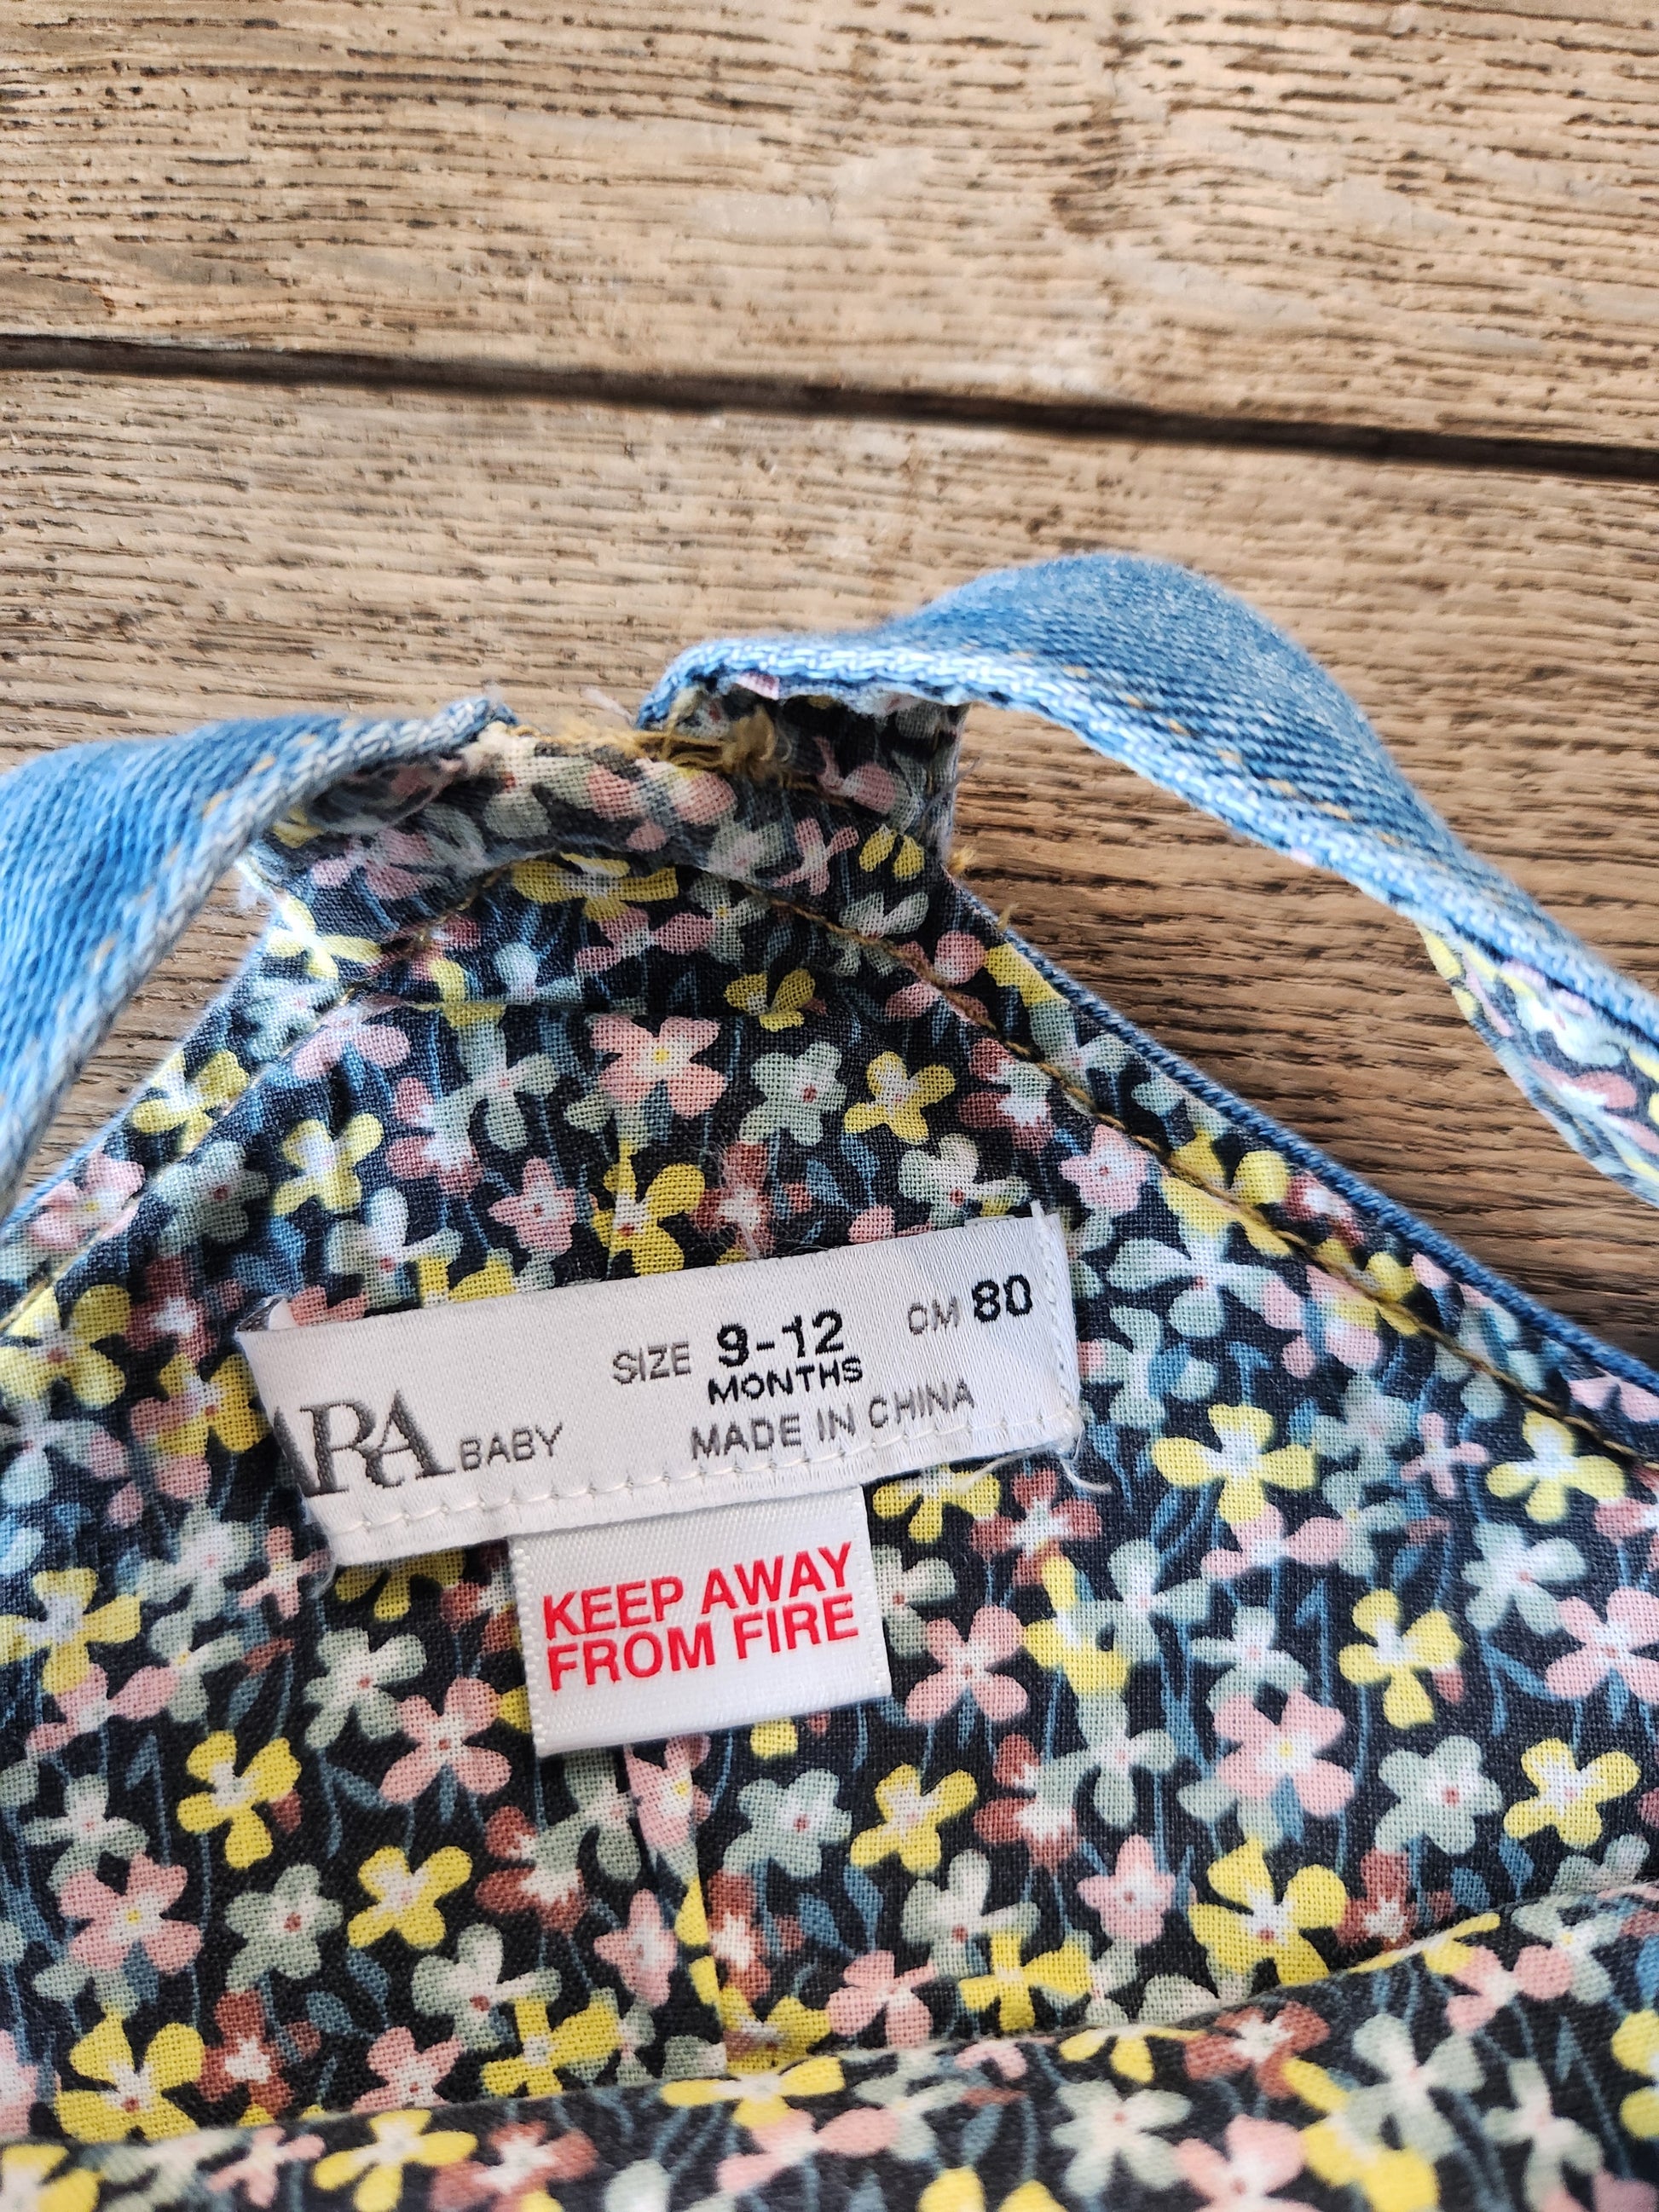 SIZE 9-12 CM 80
MONTHS
ARA BABY MADE IN CHINA
KEEP AWAY
FROM FIRE